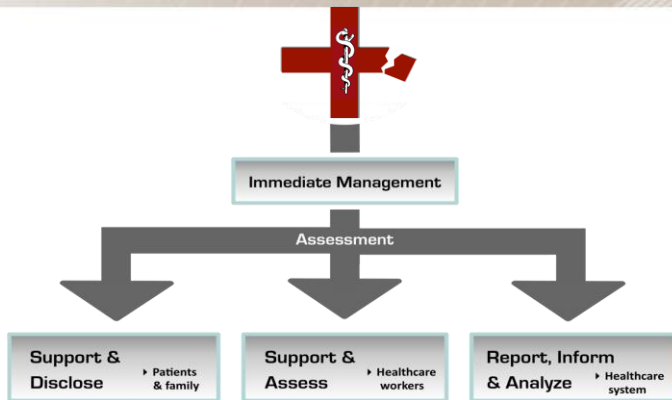 Immediate Management
Assessment
Support &
Disclose
▸ Patients
& family
Support &
Assess
▸ Healthcare
workers
Report, Inform
& Analyze
▸ Healthcare
system